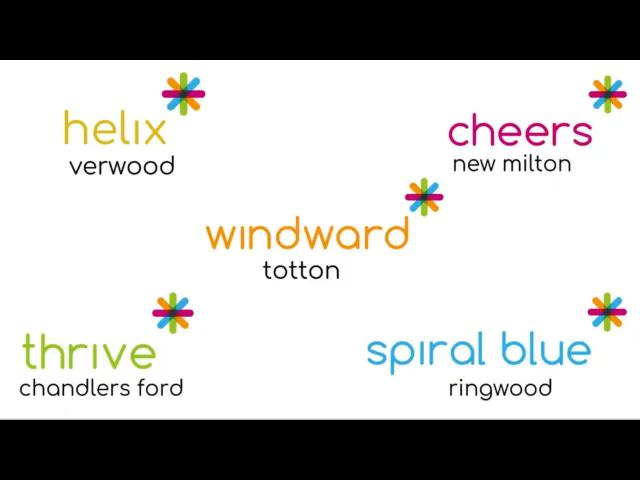 helix
verwood
cheers
new milton
windward
totton
thrive
chandlers ford
spiral blue
ringwood